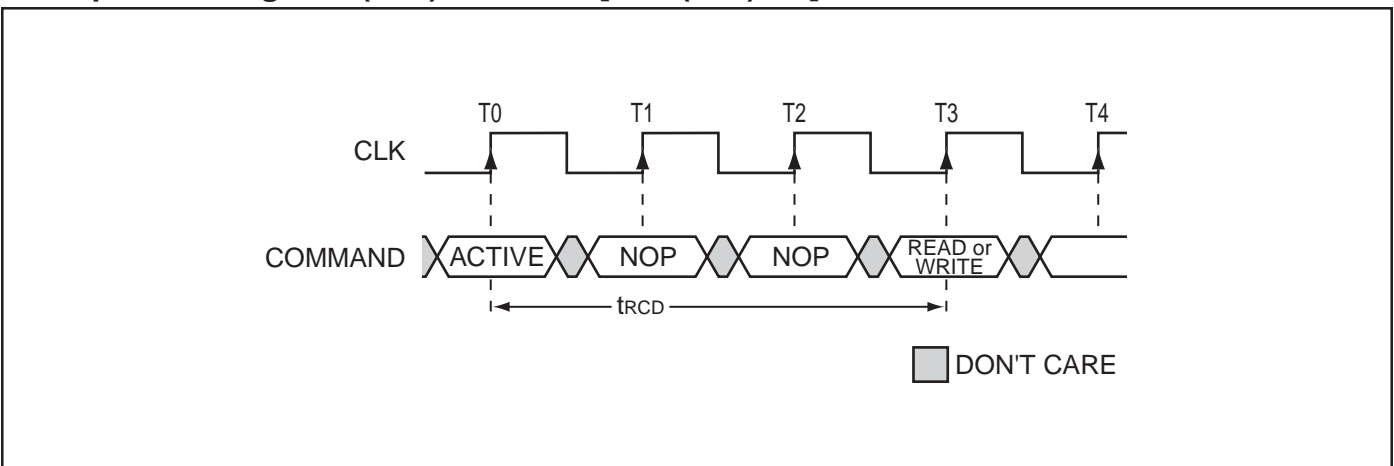 T0 T1 T2 T3 T4
CLK
COMMAND ACTIVE NOP NOP READ or
WRITE
tRCD
DON'T CARE